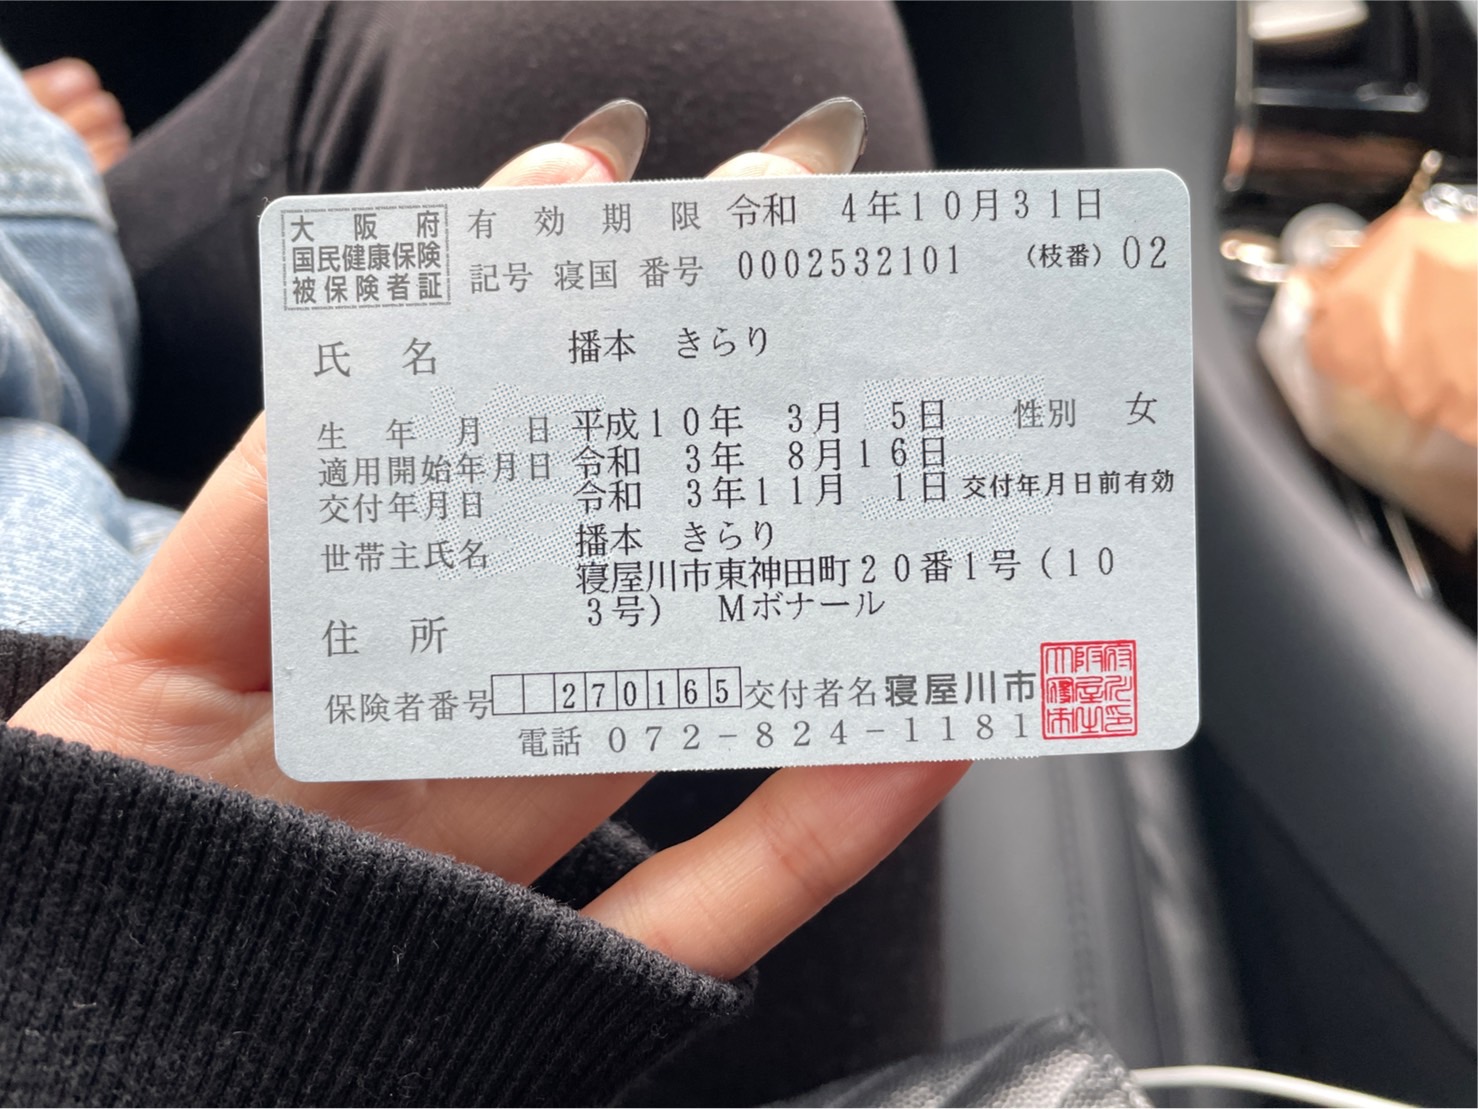 大阪府
国民健康保険
被保険者証
有効期限 令和 4年10月31日
記号 寝国 番号 0002532101 (枝番) 02
氏名 播本 きらり
生年月日 平成10年 3月 5日 性別 女
適用開始年月日 令和 3年 8月16日
交付年月日 令和 3年11月 1日 交付年月日前有効
世帯主氏名 播本 きらり
住所 寝屋川市東神田町20番1号(10
3号) Mボナール
保険者番号 270165 交付者名 寝屋川市
電話 072-824-1181